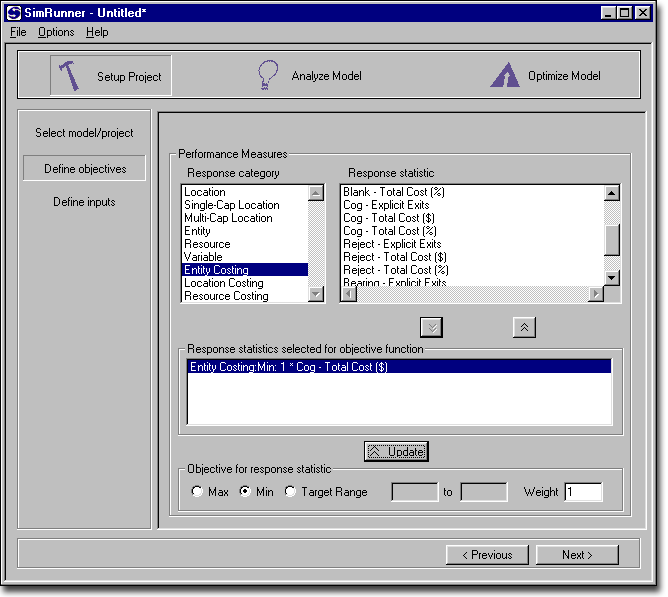 SimRunner - Untitled*
File Options Help
Setup Project
Analyze Model
Optimize Model
Select model/project
Define objectives
Define inputs
Performance Measures
Response category
Location
Single-Cap Location
Multi-Cap Location
Entity
Resource
Variable
Entity Costing
Location Costing
Resource Costing
Response statistic
Blank - Total Cost (%)
Cog - Explicit Exits
Cog - Total Cost ($)
Cog - Total Cost (%)
Reject - Explicit Exits
Reject - Total Cost ($)
Reject - Total Cost (%)
Bearing - Explicit Exits
Response statistics selected for objective function
Entity Costing:Min: 1 * Cog - Total Cost ($)
Update
Objective for response statistic
Max Min Target Range to Weight 1
< Previous Next >